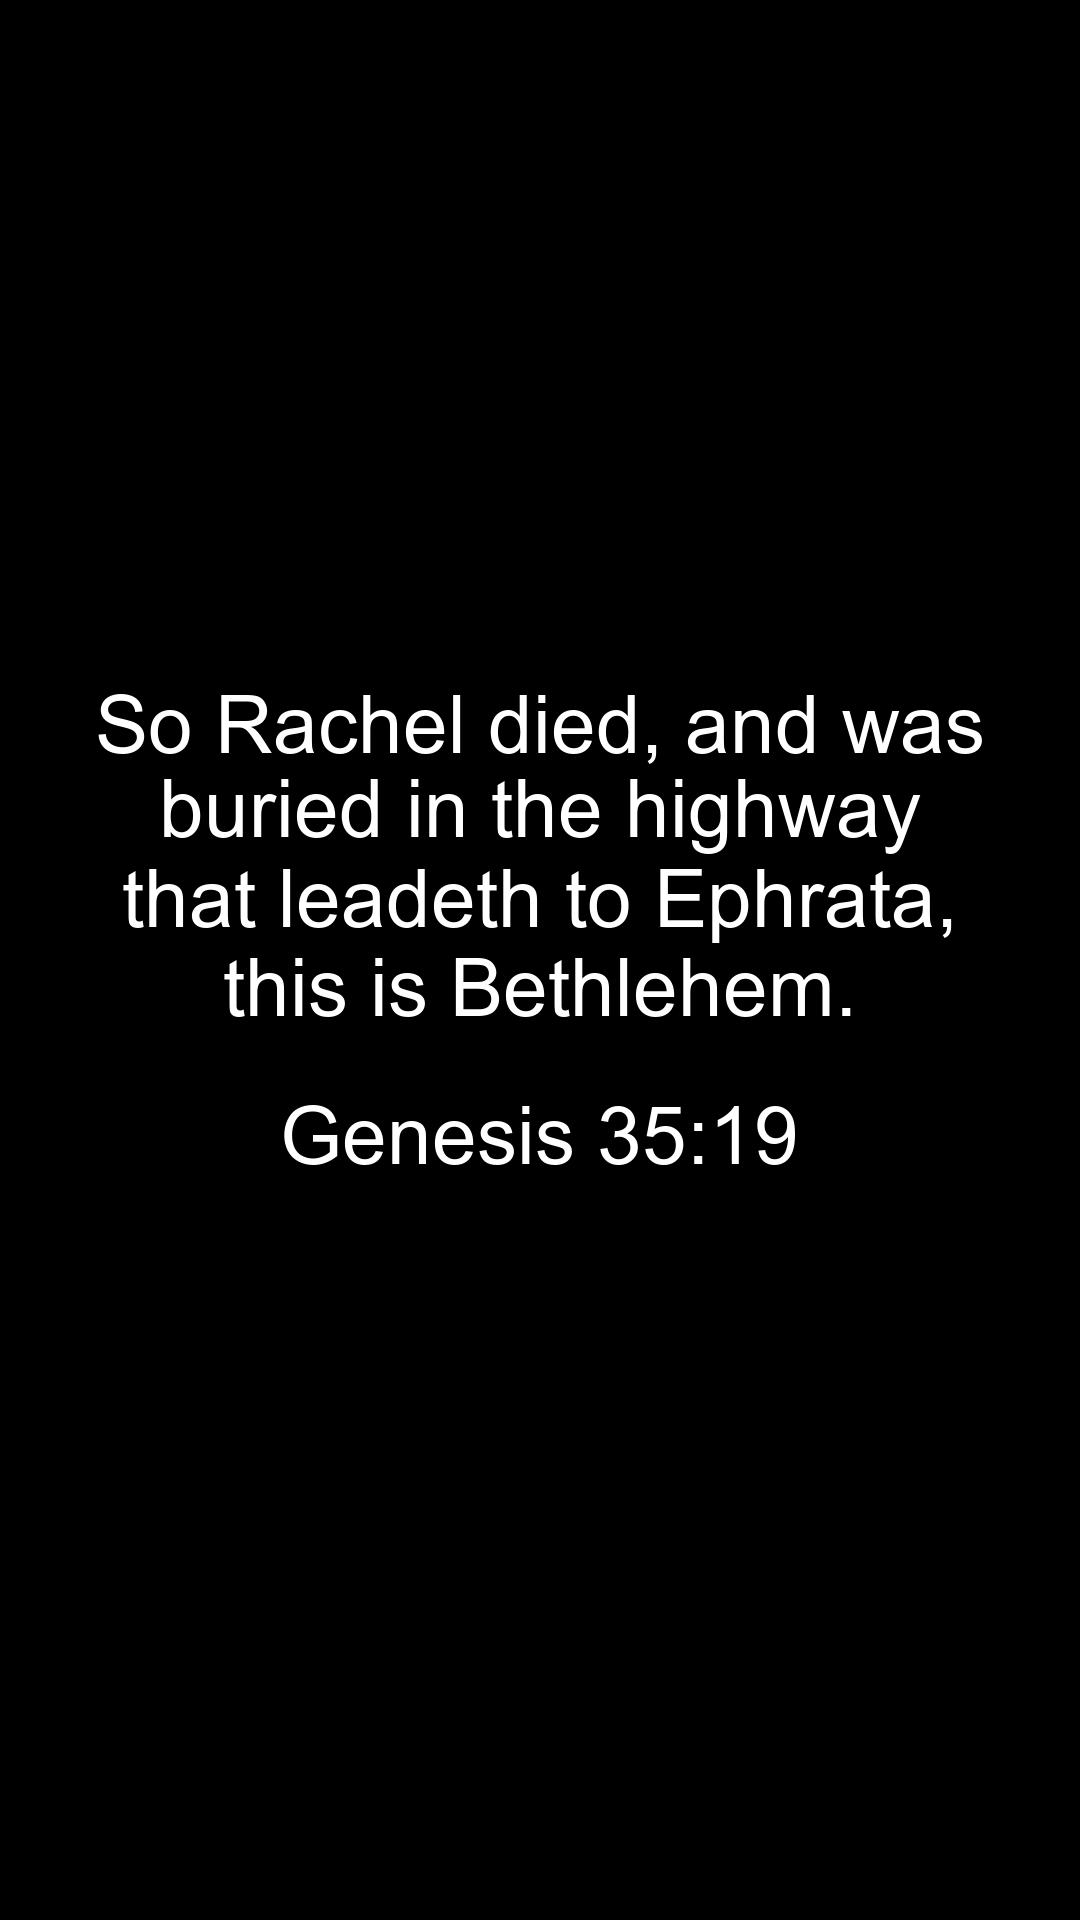 So Rachel died, and was
buried in the highway
that leadeth to Ephrata,
this is Bethlehem.
Genesis 35:19